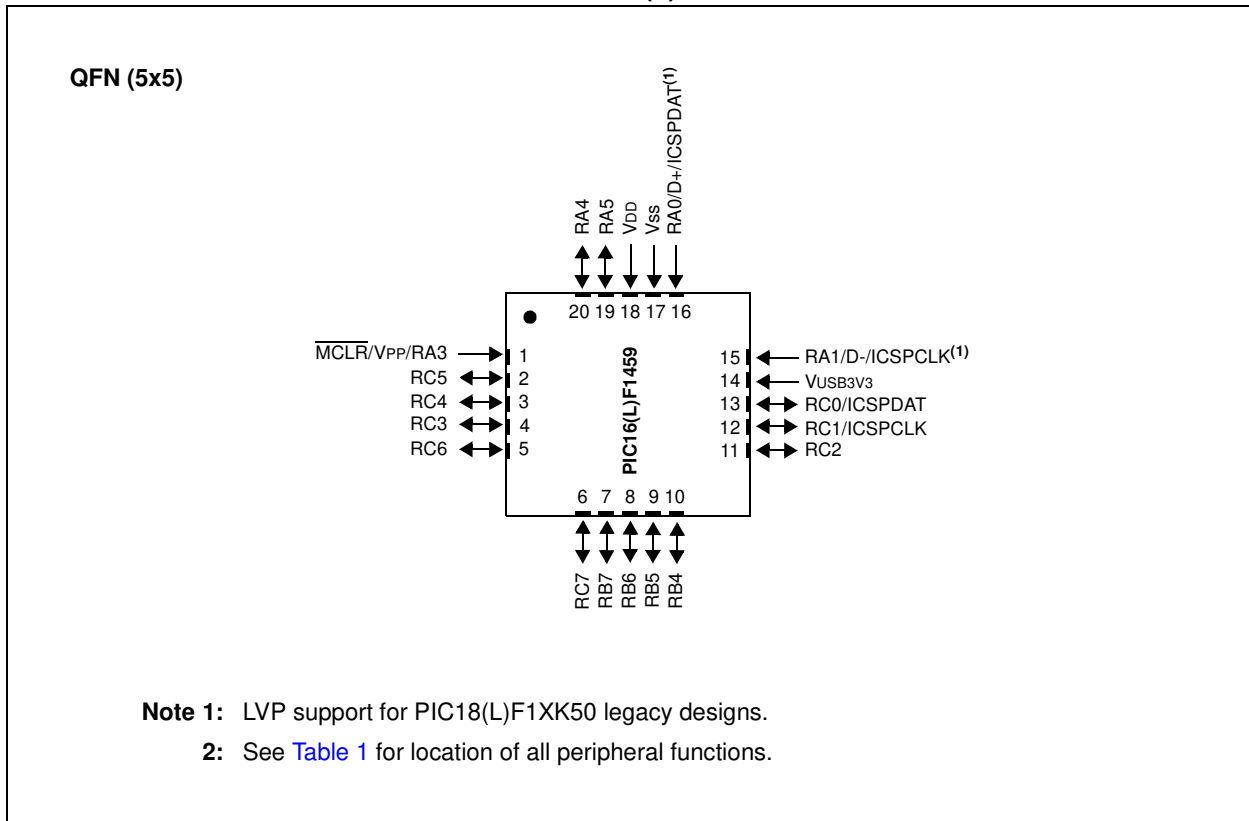 QFN (5x5)
RA4
RA5
VDD
Vss
RA0/D+/ICSPDAT(1)
20 19 18 17 16
MCLR/VPP/RA3
RC5
RC4
RC3
RC6
1
2
3
4
5
PIC16(L)F1459
15 RA1/D-/ICSPCLK(1)
14 VUSB3V3
13 RC0/ICSPDAT
12 RC1/ICSPCLK
11 RC2
6 7 8 9 10
RC7
RB7
RB6
RB5
RB4
Note 1: LVP support for PIC18(L)F1XK50 legacy designs.
2: See Table 1 for location of all peripheral functions.